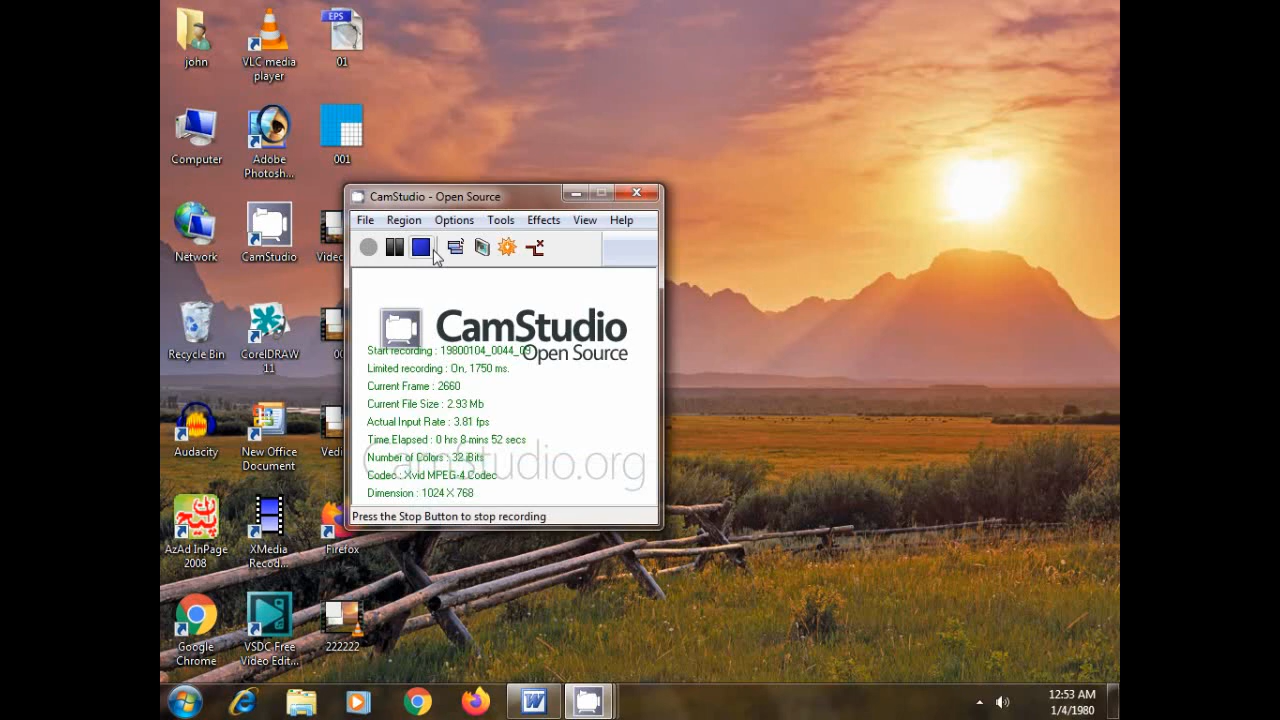 john
VLC media
player
EPS
01
Computer
Adobe
Photosh...
001
Network
CamStudio
Recycle Bin
CorelDRAW
11
Audacity
New Office
Document
AzAd InPage
2008
XMedia
Recod...
Firefox
Google
Chrome
VSDC Free
Video Edit...
222222
CamStudio - Open Source
File Region Options Tools Effects View Help
CamStudio
Open Source
Start recording : 19800104_0044_09
Limited recording : On, 1750 ms.
Current Frame : 2660
Current File Size : 2.93 Mb
Actual Input Rate : 3.81 fps
Time Elapsed : 0 hrs 8 mins 52 secs
Number of Colors : 32 Bits
Codec : Xvid MPEG-4 Codec
Dimension : 1024 X 768
CamStudio.org
Press the Stop Button to stop recording
12:53 AM
1/4/1980